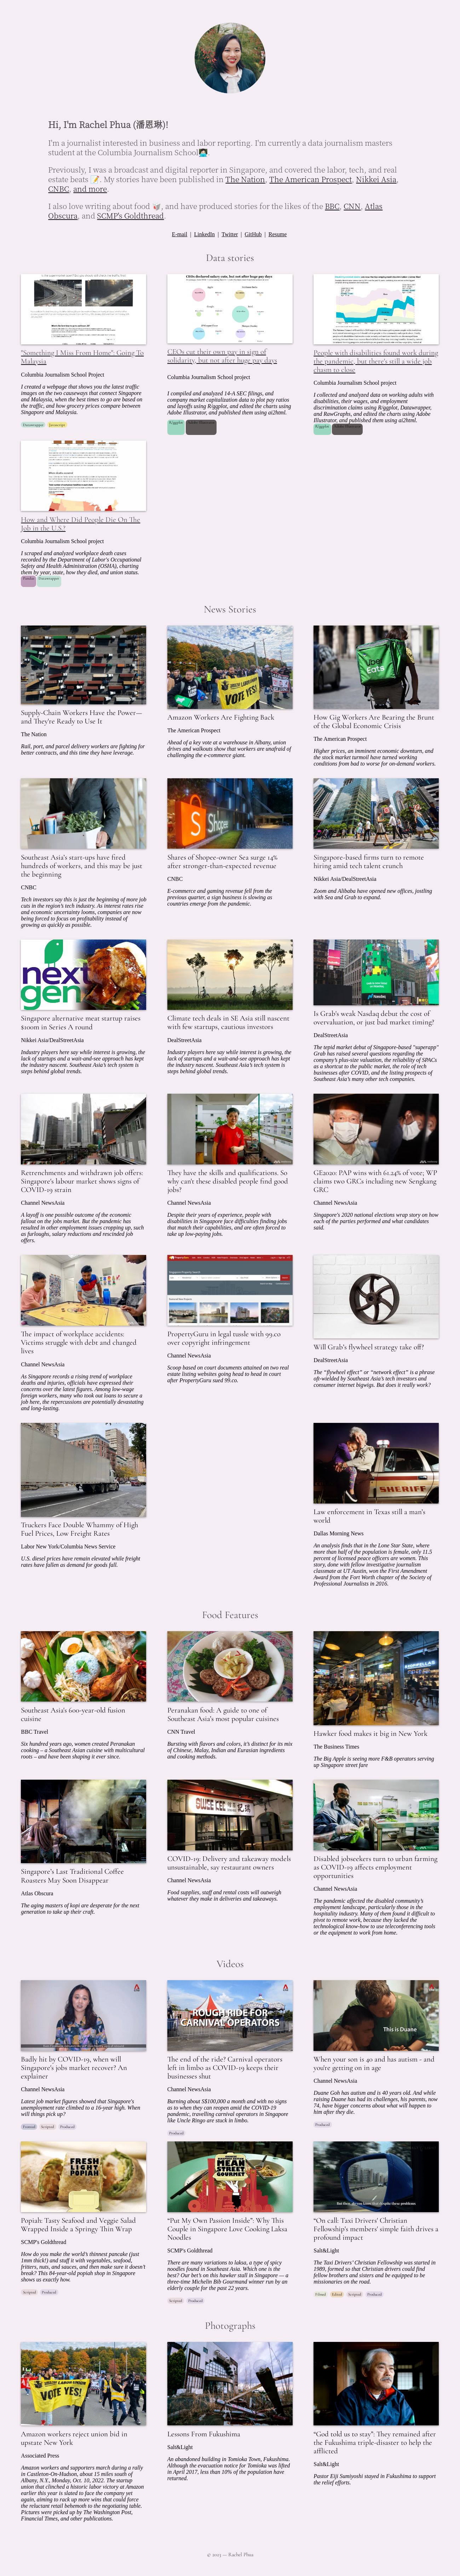 Hi, I'm Rachel Phua (潘恩琳)!
I'm a journalist interested in business and labor reporting. I'm currently a data journalism masters
student at the Columbia Journalism School👩🏻‍💻.
Previously, I was a broadcast and digital reporter in Singapore, and covered the labor, tech, and real
estate beats 📝. My stories have been published in The Nation, The American Prospect, Nikkei Asia,
CNBC, and more.
I also love writing about food 🥡, and have produced stories for the likes of the BBC, CNN, Atlas
Obscura, and SCMP's Goldthread.
E-mail | LinkedIn | Twitter | GitHub | Resume
Data stories
"Something I Miss From Home": Going To
Malaysia
Columbia Journalism School Project
I created a webpage for readers to get the latest traffic
images on the two causeways that connect Singapore
and Malaysia, when the best times to go are based on
the traffic, and how grocery prices compare between
Singapore and Malaysia.
Datawrapper Javascript
CEOs declined salary cuts, but still got huge pay days
CEOs cut their own pay in sign of
solidarity, but not after huge pay days
Columbia Journalism School project
I compiled and analyzed 14-A SEC filings, and
company market capitalization data to plot pay ratios
and layoffs using R/ggplot, and edited the charts using
Adobe Illustrator, and published them using ai2html.
R/ggplot
People with disabilities found work during
the pandemic, but there's still a wide job
chasm to close
Columbia Journalism School project
I collected and analyzed data on working adults with
disabilities, their wages, and employment
discrimination claims using R/ggplot, Datawrapper,
and RawGraphs, and edited the charts using Adobe
Illustrator, and published them using ai2html.
R/ggplot
How and Where Did People Die On The
Job in the U.S.?
Columbia Journalism School project
I scraped and analyzed workplace death cases
recorded by the Department of Labor's Occupational
Safety and Health Administration (OSHA), charting
them by year, state, how they died, and union status.
Pandas Datawrapper
News Stories
Supply-Chain Workers Have the Power—
and They're Ready to Use It
The Nation
Rail, port, and parcel delivery workers are fighting for
better contracts, and this time they have leverage.
VOTE YES!
Amazon Workers Are Fighting Back
The American Prospect
Ahead of a key vote at a warehouse in Albany, union
drives and walkouts show that workers are unafraid of
challenging the e-commerce giant.
Uber
Eats
How Gig Workers Are Bearing the Brunt
of the Global Economic Crisis
The American Prospect
Higher prices, an imminent economic downturn, and
the stock market turmoil have turned working
conditions from bad to worse for on-demand workers.
Southeast Asia's start-ups have fired
hundreds of workers, and this may be just
the beginning
CNBC
Tech investors say this is just the beginning of more job
cuts in the region's tech industry. As interest rates rise
and economic uncertainty looms, companies are now
being forced to focus on profitability instead of
growing as quickly as possible.
Shopee
Shares of Shopee-owner Sea surge 14%
after stronger-than-expected revenue
CNBC
E-commerce and gaming revenue fell from the
previous quarter, a sign business is slowing as
countries emerge from the pandemic.
Singapore-based firms turn to remote
hiring amid tech talent crunch
Nikkei Asia/DealStreetAsia
Zoom and Alibaba have opened new offices, jostling
with Sea and Grab to expand.
next
gen
Singapore alternative meat startup raises
$100m in Series A round
Nikkei Asia/DealStreetAsia
Industry players here say while interest is growing, the
lack of startups and a wait-and-see approach has kept
the industry nascent. Southeast Asia's tech system is
steps behind global trends.
Climate tech deals in SE Asia still nascent
with few startups, cautious investors
DealStreetAsia
Industry players here say while interest is growing, the
lack of startups and a wait-and-see approach has kept
the industry nascent. Southeast Asia's tech system is
steps behind global trends.
Is Grab's weak Nasdaq debut the cost of
overvaluation, or just bad market timing?
DealStreetAsia
The tepid market debut of Singapore-based "superapp"
Grab has raised several questions regarding the
company's plus-size valuation, the reliability of SPACs
as a shortcut to the public market, the role of tech
businesses after COVID, and the listing prospects of
Southeast Asia's many other tech companies.
Retrenchments and withdrawn job offers:
Singapore's labour market shows signs of
COVID-19 strain
Channel NewsAsia
A layoff is one possible outcome of the economic
fallout on the jobs market. But the pandemic has
resulted in other employment issues cropping up, such
as furloughs, salary reductions and rescinded job
offers.
They have the skills and qualifications. So
why can't these disabled people find good
jobs?
Channel NewsAsia
Despite their years of experience, people with
disabilities in Singapore face difficulties finding jobs
that match their capabilities, and are often forced to
take up low-paying jobs.
GE2020: PAP wins with 61.24% of vote; WP
claims two GRCs including new Sengkang
GRC
Channel NewsAsia
Singapore's 2020 national elections wrap story on how
each of the parties performed and what candidates
said.
The impact of workplace accidents:
Victims struggle with debt and changed
lives
Channel NewsAsia
As Singapore records a rising trend of workplace
deaths and injuries, officials have expressed their
concerns over the latest figures. Among low-wage
foreign workers, many who took out loans to secure a
job here, the repercussions are potentially devastating
and long-lasting.
PropertyGuru in legal tussle with 99.co
over copyright infringement
Channel NewsAsia
Scoop based on court documents attained on two real
estate listing websites going head to head in court
after PropertyGuru sued 99.co.
Will Grab's flywheel strategy take off?
DealStreetAsia
The "flywheel effect" or "network effect" is a phrase
oft-wielded by Southeast Asia's tech investors and
consumer internet bigwigs. But does it really work?
Truckers Face Double Whammy of High
Fuel Prices, Low Freight Rates
Labor New York/Columbia News Service
U.S. diesel prices have remain elevated while freight
rates have fallen as demand for goods fall.
SHERIFF
Law enforcement in Texas still a man's
world
Dallas Morning News
An analysis finds that in the Lone Star State, where
more than half of the population is female, only 11.5
percent of licensed peace officers are women. This
story, done with fellow investigative journalism
classmate at UT Austin, won the First Amendment
Award from the Fort Worth chapter of the Society of
Professional Journalists in 2016.
Food Features
Southeast Asia's 600-year-old fusion
cuisine
BBC Travel
Six hundred years ago, women created Peranakan
cooking – a Southeast Asian cuisine with multicultural
roots – and have been shaping it ever since.
Peranakan food: A guide to one of
Southeast Asia's most popular cuisines
CNN Travel
Bursting with flavors and colors, it's distinct for its mix
of Chinese, Malay, Indian and Eurasian ingredients
and cooking methods.
Hawker food makes it big in New York
The Business Times
The Big Apple is seeing more F&B operators serving
up Singapore street fare
Singapore's Last Traditional Coffee
Roasters May Soon Disappear
Atlas Obscura
The aging masters of kopi are desperate for the next
generation to take up their craft.
COVID-19: Delivery and takeaway models
unsustainable, say restaurant owners
Channel NewsAsia
Food supplies, staff and rental costs will outweigh
whatever they make in deliveries and takeaways.
Disabled jobseekers turn to urban farming
as COVID-19 affects employment
opportunities
Channel NewsAsia
The pandemic affected the disabled community's
employment landscape, particularly those in the
hospitality industry. Many of them found it difficult to
pivot to remote work, because they lacked the
technological know-how to use teleconferencing tools
or the equipment to work from home.
Videos
Badly hit by COVID-19, when will
Singapore's jobs market recover? An
explainer
Channel NewsAsia
Latest job market figures showed that Singapore's
unemployment rate climbed to a 16-year high. When
will things pick up?
Fronted Scripted Produced
ROUGH RIDE FOR
CARNIVAL OPERATORS
The end of the ride? Carnival operators
left in limbo as COVID-19 keeps their
businesses shut
Channel NewsAsia
Burning about S$100,000 a month and with no signs
as to when they can reopen amid the COVID-19
pandemic, travelling carnival operators in Singapore
like Uncle Ringo are stuck in limbo.
Produced
This is Duane
When your son is 40 and has autism - and
you're getting on in age
Channel NewsAsia
Duane Goh has autism and is 40 years old. And while
raising Duane has had its challenges, his parents, now
74, have bigger concerns about what will happen to
him after they die.
Produced
FRESH
LIGHT
POPIAH
Popiah: Tasty Seafood and Veggie Salad
Wrapped Inside a Springy Thin Wrap
SCMP's Goldthread
How do you make the world's thinnest pancake (just
1mm thick!) and stuff it with vegetables, seafood,
fritters, nuts, and sauces, and then make sure it doesn't
break? This 84-year-old popiah shop in Singapore
shows us exactly how.
Scripted Produced
MEAN
STREET
GOURMET
"Put My Own Passion Inside": Why This
Couple in Singapore Love Cooking Laksa
Noodles
SCMP's Goldthread
There are many variations to laksa, a type of spicy
noodles found in Southeast Asia. Which one is the
best? Our bet's on this hawker stall in Singapore — a
three-time Michelin Bib Gourmand winner run by an
elderly couple for the past 22 years.
Scripted Produced
"On call: Taxi Drivers' Christian
Fellowship's members' simple faith drives a
profound impact
Salt&Light
The Taxi Drivers' Christian Fellowship was started in
1989, formed so that Christian drivers could find
fellow brothers and sisters and be equipped to be
missionaries on the road.
Filmed Edited Scripted Produced
Photographs
VOTE YES!
Amazon workers reject union bid in
upstate New York
Associated Press
Amazon workers and supporters march during a rally
in Castleton-On-Hudson, about 15 miles south of
Albany, N.Y., Monday, Oct. 10, 2022. The startup
union that clinched a historic labor victory at Amazon
earlier this year is slated to face the company yet
again, aiming to rack up more wins that could force
the reluctant retail behemoth to the negotiating table.
Pictures were picked up by The Washington Post,
Financial Times, and other publications.
Lessons From Fukushima
Salt&Light
An abandoned building in Tomioka Town, Fukushima.
Although the evacuation notice for Tomioka was lifted
in April 2017, less than 10% of the population have
returned.
"God told us to stay": They remained after
the Fukushima triple-disaster to help the
afflicted
Salt&Light
Pastor Eiji Sumiyoshi stayed in Fukushima to support
the relief efforts.
© 2023 — Rachel Phua